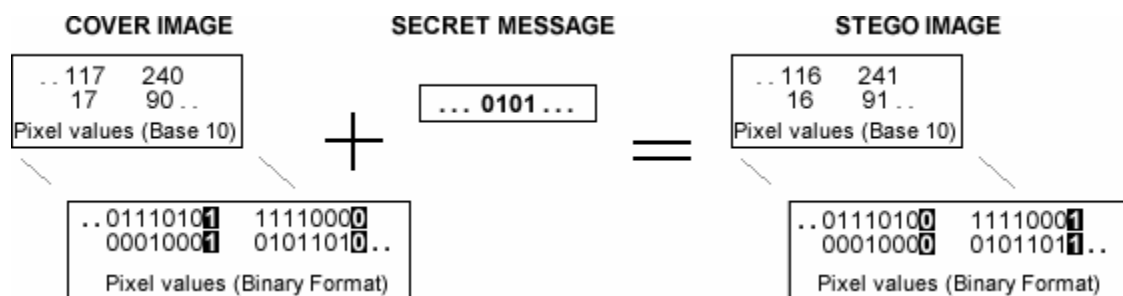 COVER IMAGE SECRET MESSAGE STEGO IMAGE
..117 240
17 90..
Pixel values (Base 10)
+
... 0101 ...
=
..116 241
16 91..
Pixel values (Base 10)
..01110101 11110000
00010001 01011010..
Pixel values (Binary Format)
..01110100 11110001
00010000 01011011..
Pixel values (Binary Format)